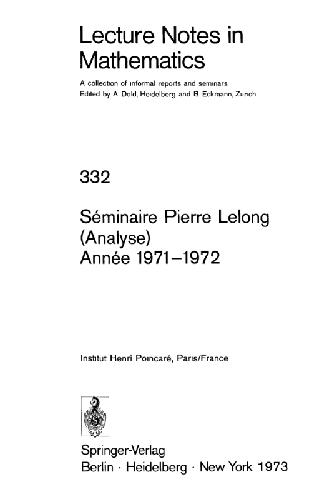 Lecture Notes in
Mathematics
A collection of informal reports and seminars
Edited by A. Dold, Heidelberg and B. Eckmann, Zürich
332
Séminaire Pierre Lelong
(Analyse)
Année 1971–1972
Institut Henri Poincaré, Paris/France
Springer-Verlag
Berlin · Heidelberg · New York 1973